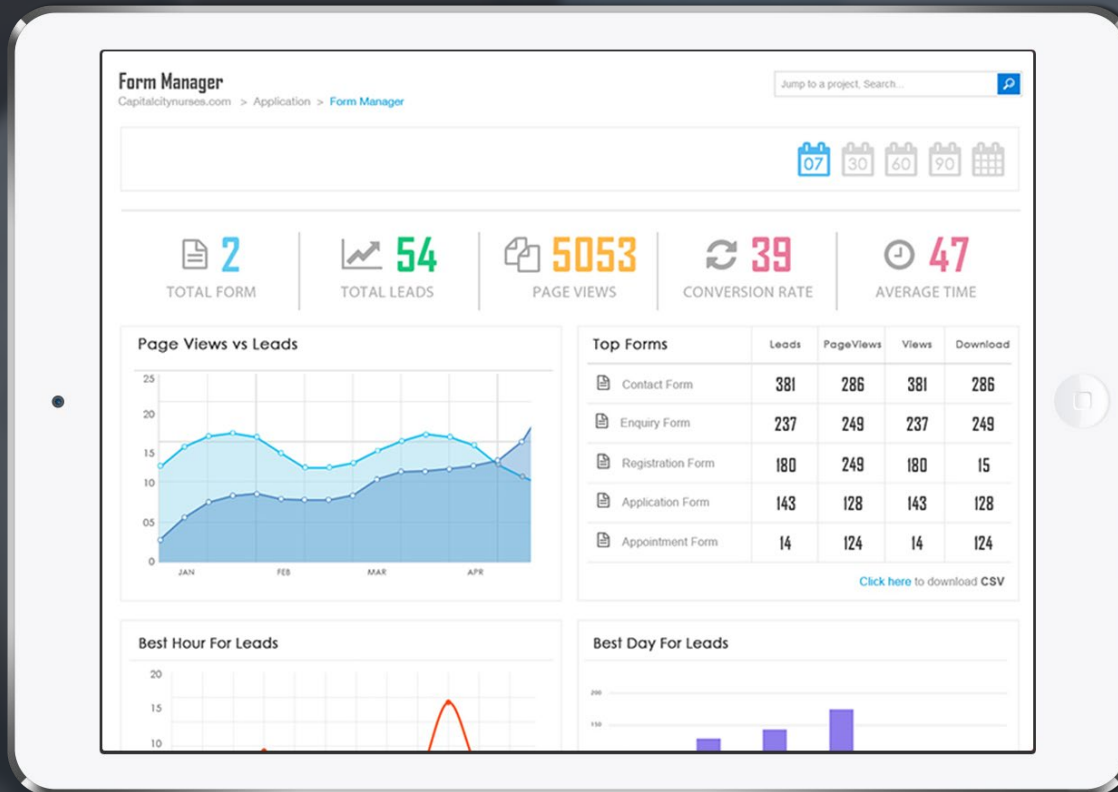 Form Manager
Capitalcitynurses.com > Application > Form Manager
Jump to a project, Search...
07 30 60 90
2 54 5053 39 47
TOTAL FORM TOTAL LEADS PAGE VIEWS CONVERSION RATE AVERAGE TIME
Page Views vs Leads
25
20
15
10
05
0
JAN FEB MAR APR
Top Forms Leads PageViews Views Download
Contact Form 381 286 381 286
Enquiry Form 237 249 237 249
Registration Form 180 249 180 15
Application Form 143 128 143 128
Appointment Form 14 124 14 124
Click here to download CSV
Best Hour For Leads
20
15
10
Best Day For Leads
200
150